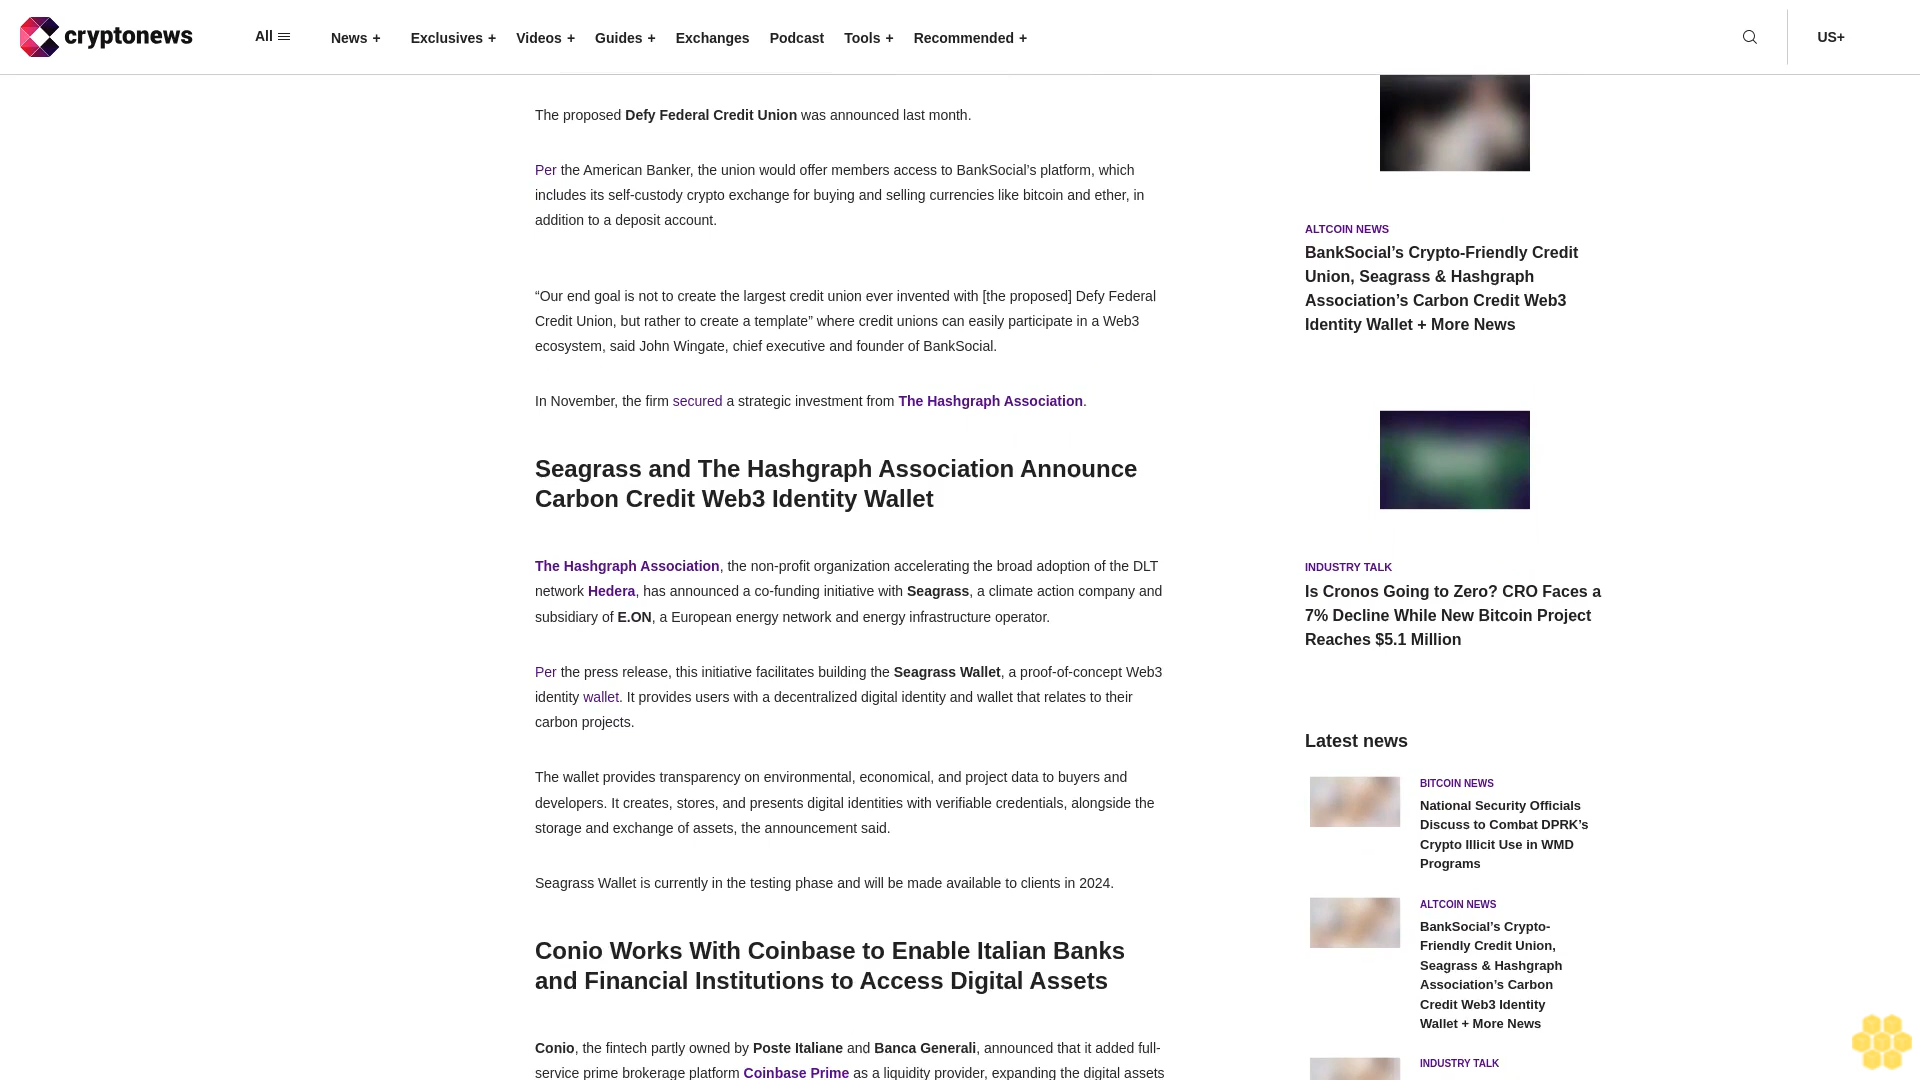 cryptonews
All
News +
Exclusives +
Videos +
Guides +
Exchanges
Podcast
Tools +
Recommended +
US+
The proposed Defy Federal Credit Union was announced last month.
Per the American Banker, the union would offer members access to BankSocial’s platform, which
includes its self-custody crypto exchange for buying and selling currencies like bitcoin and ether, in
addition to a deposit account.
“Our end goal is not to create the largest credit union ever invented with [the proposed] Defy Federal
Credit Union, but rather to create a template” where credit unions can easily participate in a Web3
ecosystem, said John Wingate, chief executive and founder of BankSocial.
In November, the firm secured a strategic investment from The Hashgraph Association.
Seagrass and The Hashgraph Association Announce
Carbon Credit Web3 Identity Wallet
The Hashgraph Association, the non-profit organization accelerating the broad adoption of the DLT
network Hedera, has announced a co-funding initiative with Seagrass, a climate action company and
subsidiary of E.ON, a European energy network and energy infrastructure operator.
Per the press release, this initiative facilitates building the Seagrass Wallet, a proof-of-concept Web3
identity wallet. It provides users with a decentralized digital identity and wallet that relates to their
carbon projects.
The wallet provides transparency on environmental, economical, and project data to buyers and
developers. It creates, stores, and presents digital identities with verifiable credentials, alongside the
storage and exchange of assets, the announcement said.
Seagrass Wallet is currently in the testing phase and will be made available to clients in 2024.
Conio Works With Coinbase to Enable Italian Banks
and Financial Institutions to Access Digital Assets
Conio, the fintech partly owned by Poste Italiane and Banca Generali, announced that it added full-
service prime brokerage platform Coinbase Prime as a liquidity provider, expanding the digital assets
ALTCOIN NEWS
BankSocial’s Crypto-Friendly Credit
Union, Seagrass & Hashgraph
Association’s Carbon Credit Web3
Identity Wallet + More News
INDUSTRY TALK
Is Cronos Going to Zero? CRO Faces a
7% Decline While New Bitcoin Project
Reaches $5.1 Million
Latest news
BITCOIN NEWS
National Security Officials
Discuss to Combat DPRK’s
Crypto Illicit Use in WMD
Programs
ALTCOIN NEWS
BankSocial’s Crypto-
Friendly Credit Union,
Seagrass & Hashgraph
Association’s Carbon
Credit Web3 Identity
Wallet + More News
INDUSTRY TALK